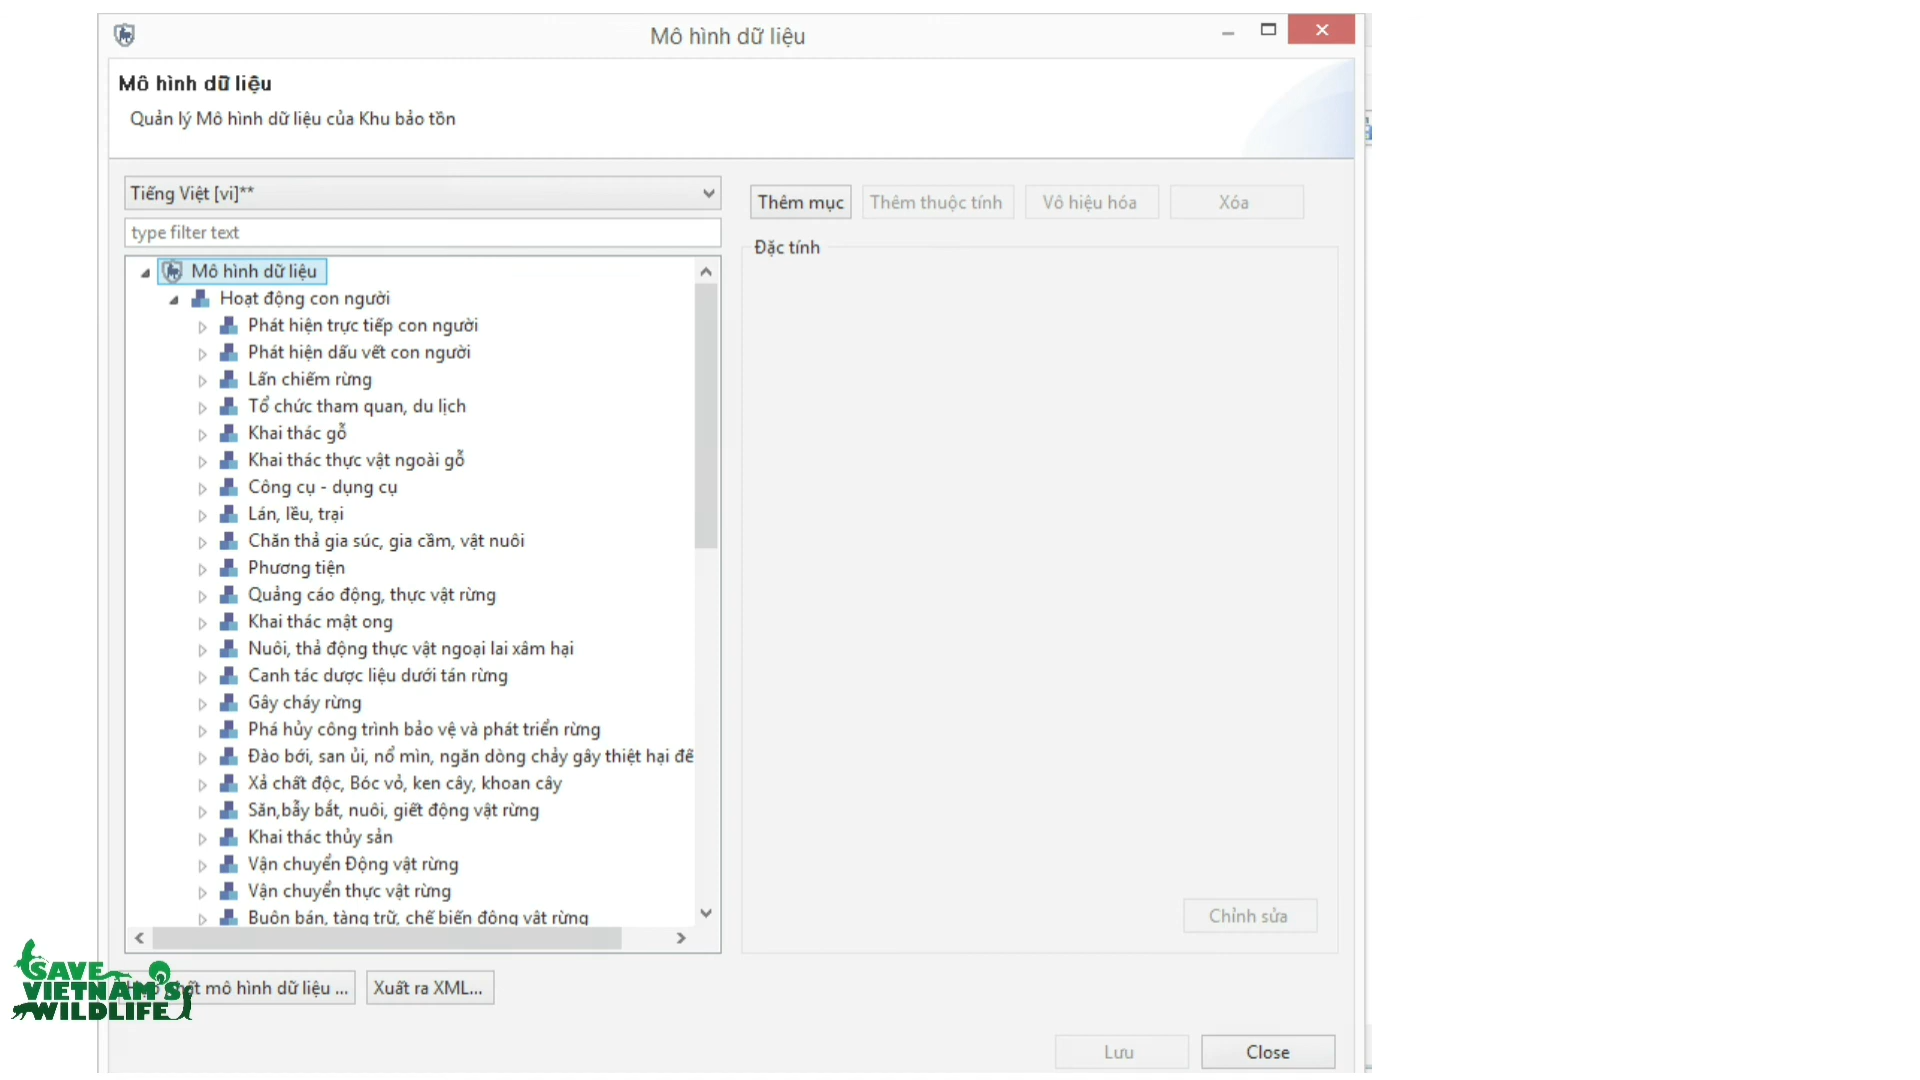 Mô hình dữ liệu
Mô hình dữ liệu
Quản lý Mô hình dữ liệu của Khu bảo tồn
Tiếng Việt [vi]**
type filter text
Thêm mục
Thêm thuộc tính
Vô hiệu hóa
Xóa
Đặc tính
Mô hình dữ liệu
Hoạt động con người
Phát hiện trực tiếp con người
Phát hiện dấu vết con người
Lấn chiếm rừng
Tổ chức tham quan, du lịch
Khai thác gỗ
Khai thác thực vật ngoài gỗ
Công cụ - dụng cụ
Lán, lều, trại
Chăn thả gia súc, gia cầm, vật nuôi
Phương tiện
Quảng cáo động, thực vật rừng
Khai thác mật ong
Nuôi, thả động thực vật ngoại lai xâm hại
Canh tác dược liệu dưới tán rừng
Gây cháy rừng
Phá hủy công trình bảo vệ và phát triển rừng
Đào bới, san ủi, nổ mìn, ngăn dòng chảy gây thiệt hại đế
Xả chất độc, Bóc vỏ, ken cây, khoan cây
Săn,bẫy bắt, nuôi, giết động vật rừng
Khai thác thủy sản
Vận chuyển Động vật rừng
Vận chuyển thực vật rừng
Buôn bán, tàng trữ, chế biến động vật rừng
Chỉnh sửa
mô hình dữ liệu ...
Xuất ra XML...
Lưu
Close
SAVE
VIETNAM'S
WILDLIFE